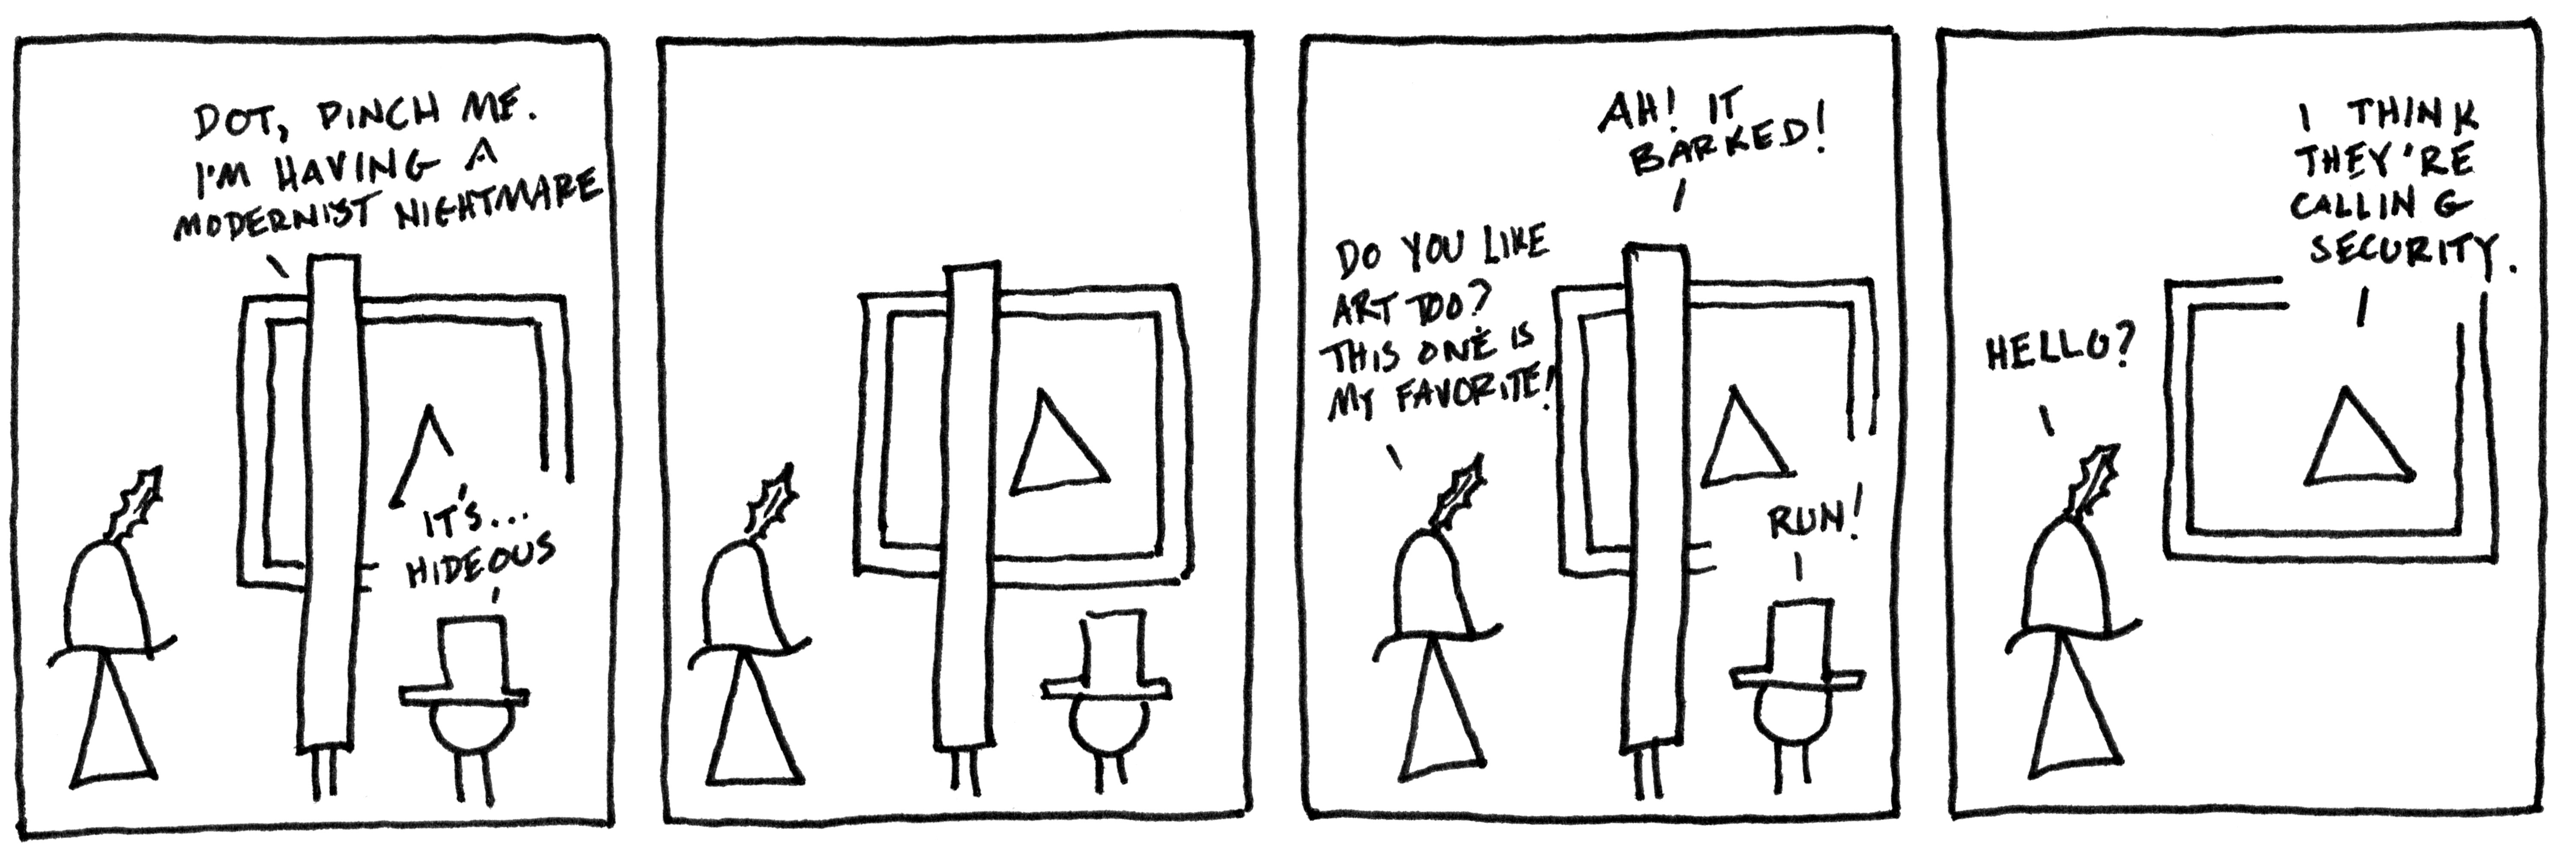 DOT, PINCH ME.
I'M HAVING A
MODERNIST NIGHTMARE
IT'S...
HIDEOUS
AH! IT
BARKED!
DO YOU LIKE
ART TOO?
THIS ONE IS
MY FAVORITE!
RUN!
I THINK
THEY'RE
CALLING
SECURITY.
HELLO?